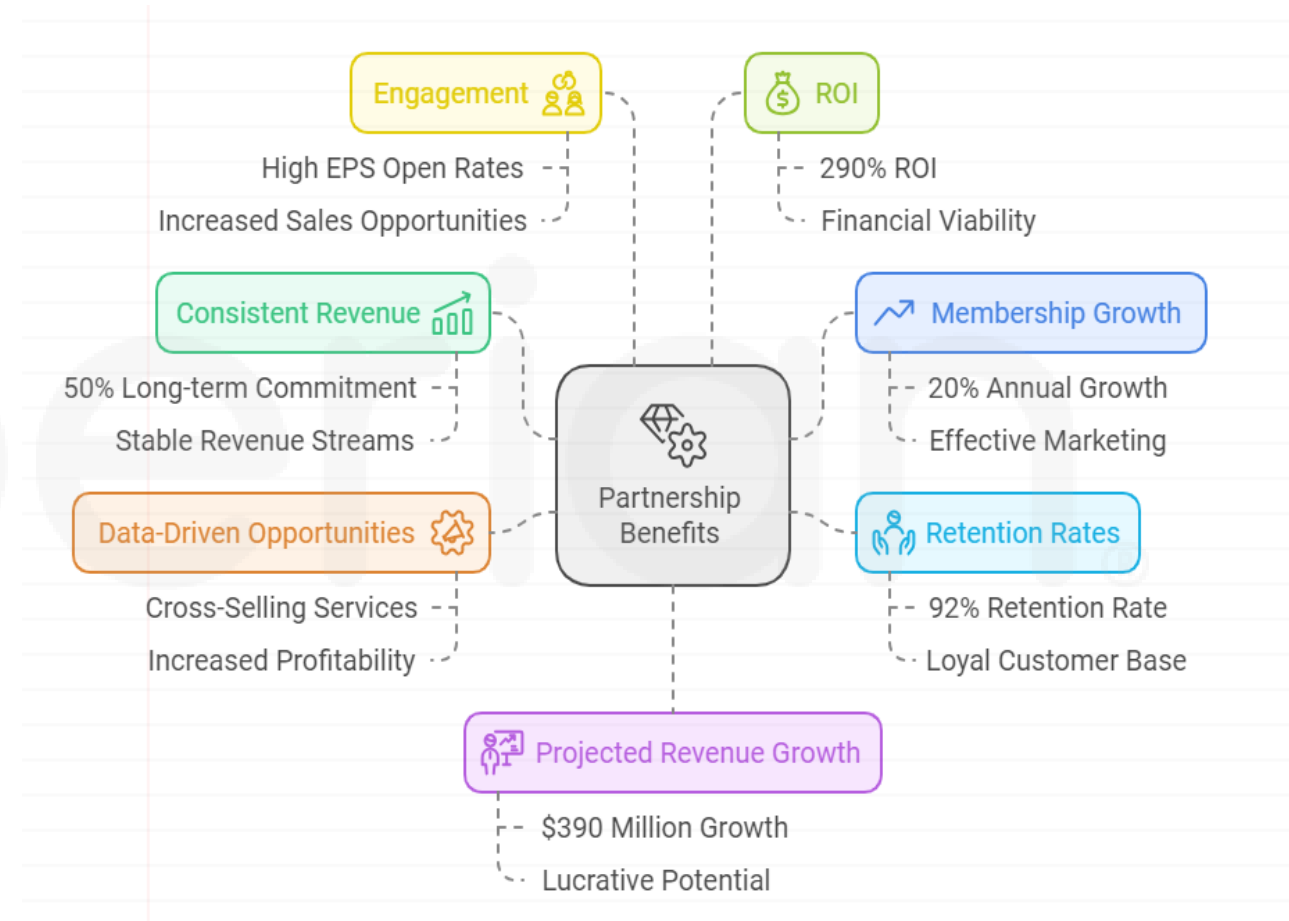 Engagement
ROI
High EPS Open Rates
290% ROI
Increased Sales Opportunities
Financial Viability
Consistent Revenue
Membership Growth
50% Long-term Commitment
20% Annual Growth
Stable Revenue Streams
Effective Marketing
Partnership
Benefits
Data-Driven Opportunities
Retention Rates
Cross-Selling Services
92% Retention Rate
Increased Profitability
Loyal Customer Base
Projected Revenue Growth
$390 Million Growth
Lucrative Potential